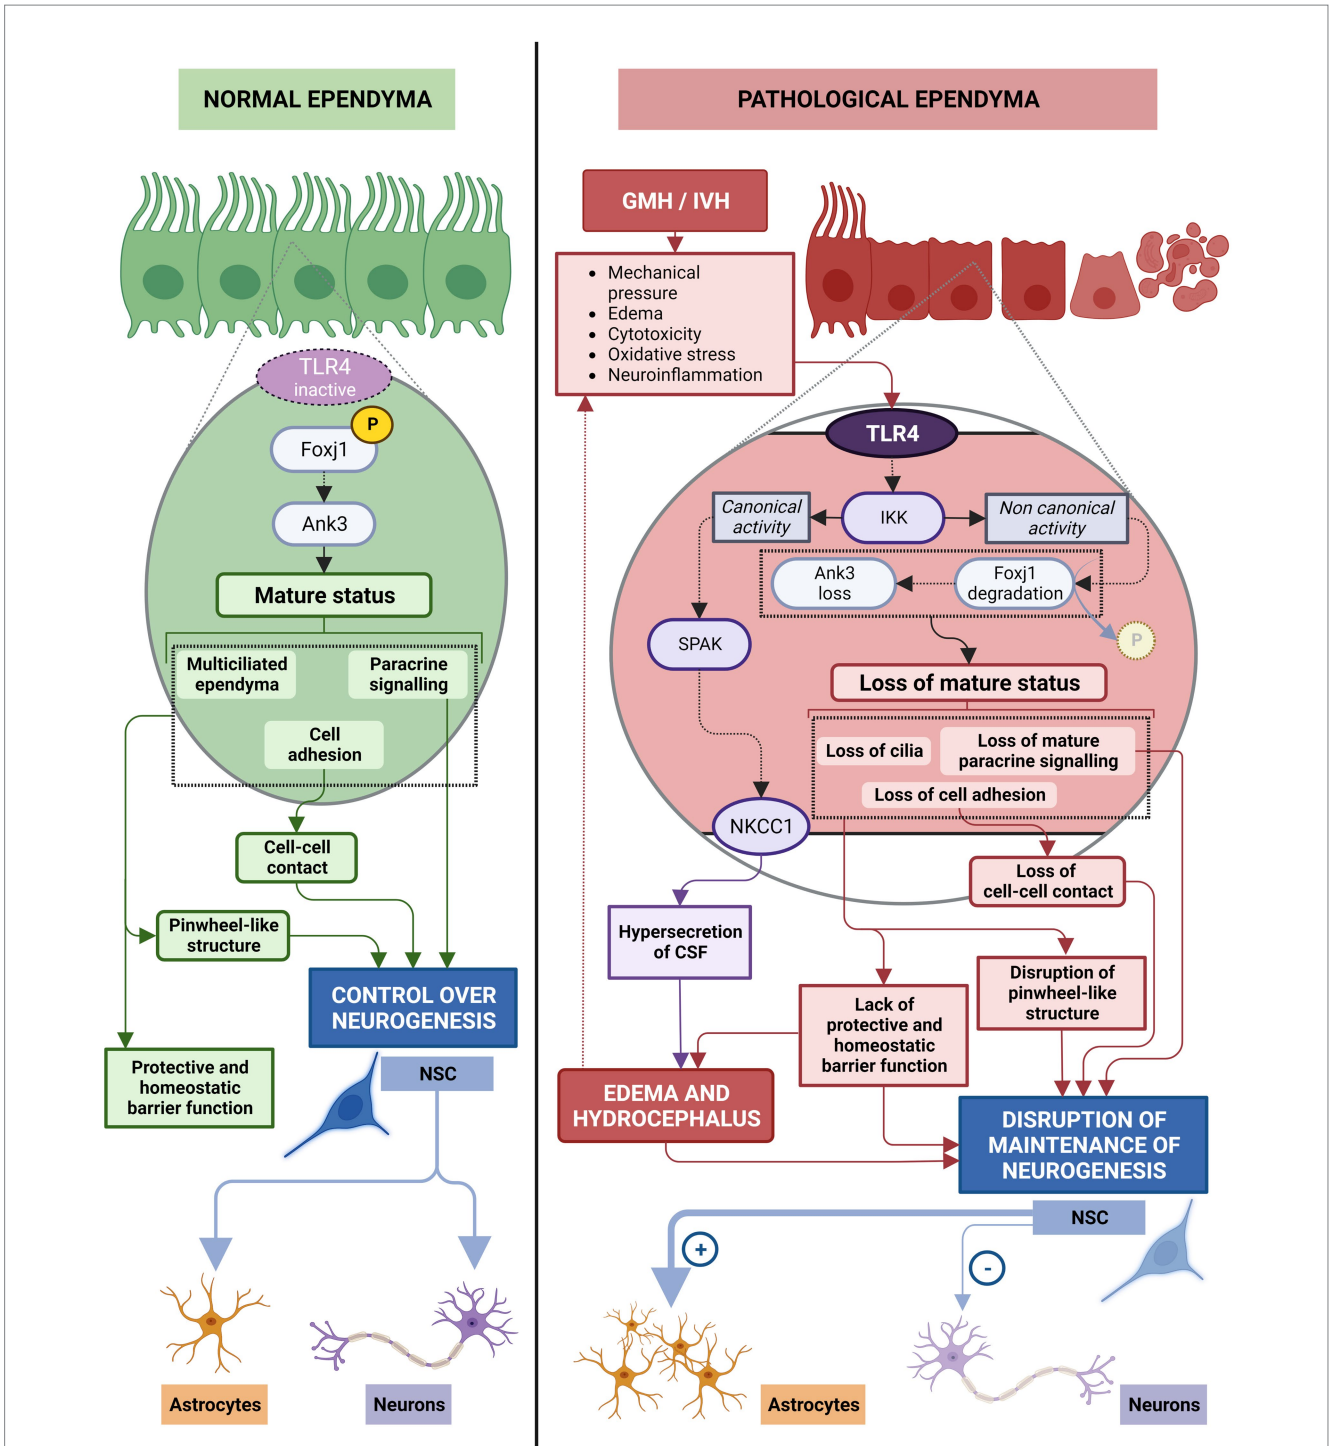 NORMAL EPENDYMA
TLR4
inactive
P
Foxj1
Ank3
Mature status
Multiciliated
ependyma
Paracrine
signalling
Cell
adhesion
Cell-cell
contact
Pinwheel-like
structure
CONTROL OVER
NEUROGENESIS
Protective and
homeostatic
barrier function
NSC
Astrocytes
Neurons
PATHOLOGICAL EPENDYMA
GMH / IVH
• Mechanical
pressure
• Edema
• Cytotoxicity
• Oxidative stress
• Neuroinflammation
TLR4
Canonical
activity
IKK
Non canonical
activity
Ank3
loss
Foxj1
degradation
P
SPAK
Loss of mature status
Loss of cilia
Loss of mature
paracrine signalling
Loss of cell adhesion
NKCC1
Loss of
cell-cell contact
Hypersecretion
of CSF
Disruption of
pinwheel-like
structure
Lack of
protective and
homeostatic
barrier function
EDEMA AND
HYDROCEPHALUS
DISRUPTION OF
MAINTENANCE OF
NEUROGENESIS
NSC
+
-
Astrocytes
Neurons